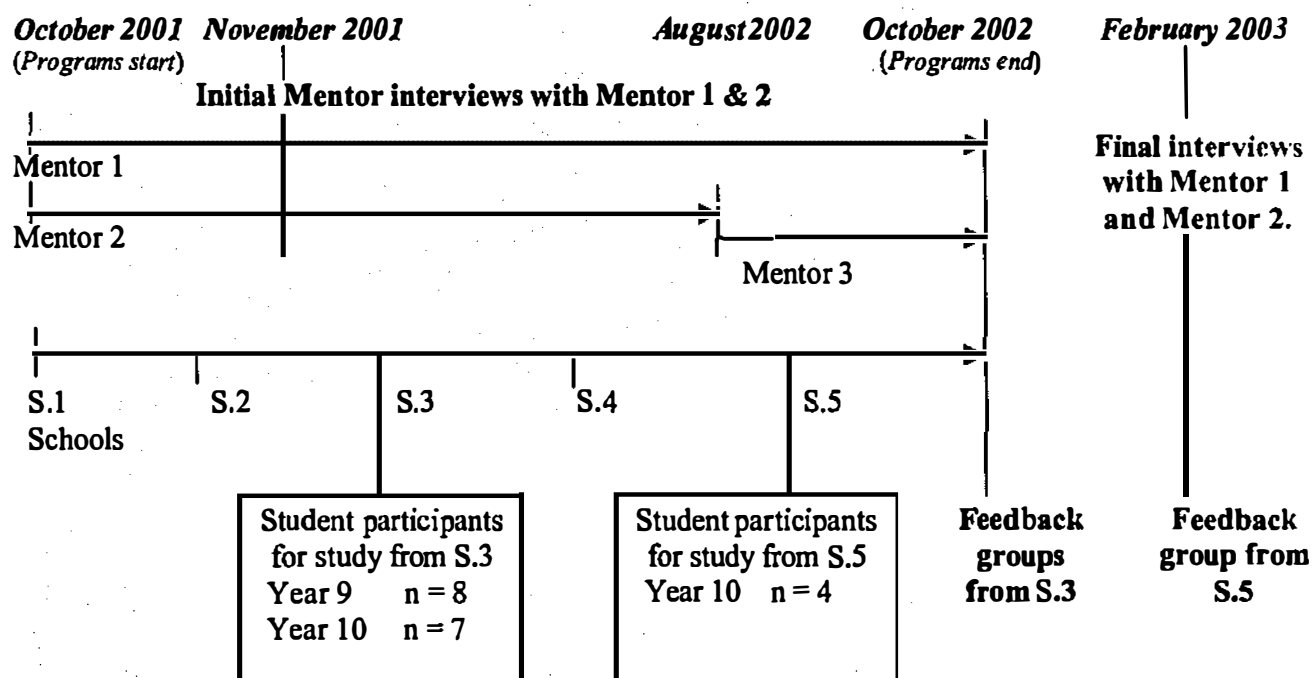 October 2001 November 2001 August 2002 October 2002 February 2003
(Programs start) (Programs end)
Initial Mentor interviews with Mentor 1 & 2
Mentor 1
Mentor 2
Mentor 3
Final interviews
with Mentor 1
and Mentor 2.
S.1 S.2 S.3 S.4 S.5
Schools
Student participants
for study from S.3
Year 9 n = 8
Year 10 n = 7
Student participants
for study from S.5
Year 10 n = 4
Feedback
groups
from S.3
Feedback
group from
S.5